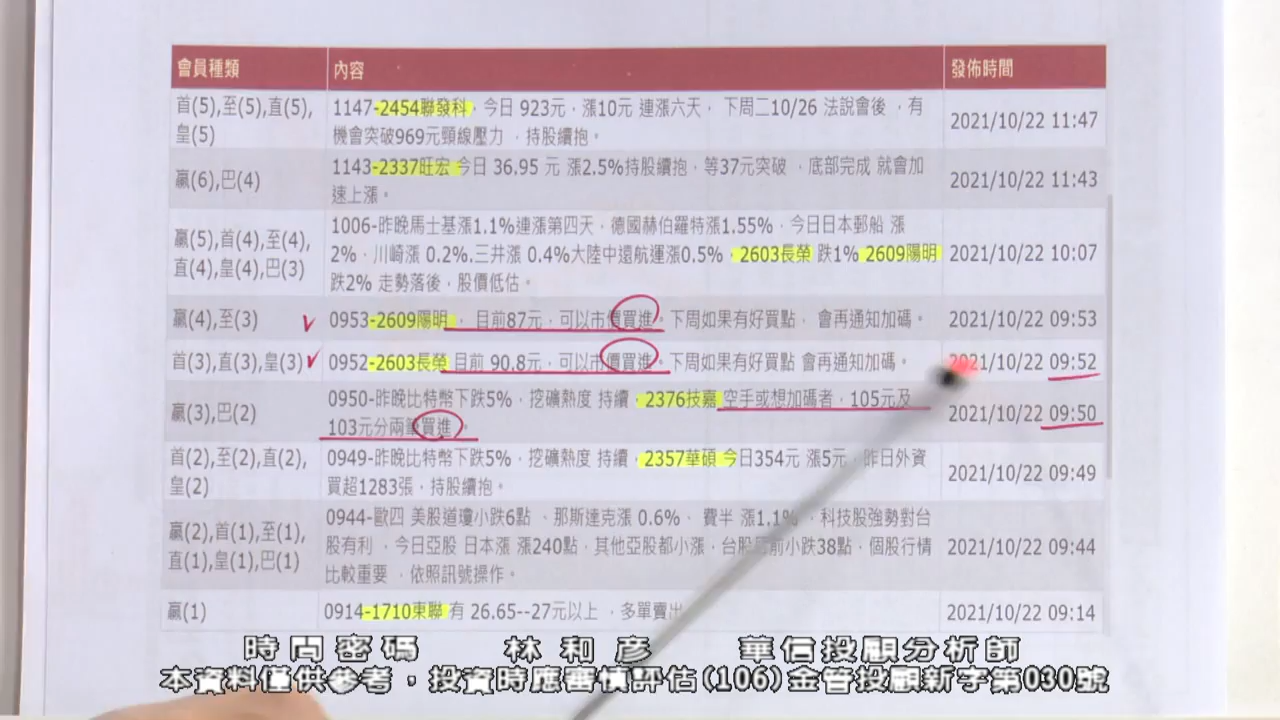 會員種類 內容 發佈時間
首(5),至(5),直(5), 1147-2454聯發科，今日 923元，漲10元 連漲六天， 下周二10/26 法說會後 ，有
皇(5) 機會突破969元頸線壓力 ，持股續抱。 2021/10/22 11:47
贏(6),巴(4) 1143-2337旺宏 今日 36.95 元 漲2.5%持股續抱，等37元突破 、底部完成 就會加
速上漲。 2021/10/22 11:43
贏(5),首(4),至(4), 1006-昨晚馬士基漲1.1%連漲第四天，德國赫伯羅特漲1.55%，今日日本郵船 漲
直(4),皇(4),巴(3) 2%，川崎漲 0.2%.三井漲 0.4%大陸中遠航運漲0.5%，2603長榮 跌1% 2609陽明 2021/10/22 10:07
跌2% 走勢落後，股價低估。
贏(4),至(3) 0953-2609陽明 ， 目前87元，可以市價買進。下周如果有好買點， 會再通知加碼。 2021/10/22 09:53
首(3),直(3),皇(3) 0952-2603長榮 目前 90.8元，可以市價買進。下周如果有好買點 會再通知加碼。 2021/10/22 09:52
贏(3),巴(2) 0950-昨晚比特幣下跌5%，挖礦熱度 持續，2376技嘉 空手或想加碼者，105元及
103元分兩筆買進 。 2021/10/22 09:50
首(2),至(2),直(2), 0949-昨晚比特幣下跌5%，挖礦熱度 持續，2357華碩 今日354元 漲5元，昨日外資
皇(2) 買超1283張，持股續抱。 2021/10/22 09:49
贏(2),首(1),至(1), 0944-歐四 美股道瓊小跌6點 、那斯達克漲 0.6%、 費半 漲1.1% ，科技股強勢對台
直(1),皇(1),巴(1) 股有利 ，今日亞股 日本漲 漲240點，其他亞股都小漲，台股 前小跌38點，個股行情 2021/10/22 09:44
比較重要 ，依照訊號操作。
贏(1) 0914-1710東聯 有 26.65--27元以上 ，多單賣出 2021/10/22 09:14
時間密碼 林和彥 華信投顧分析師
本資料僅供參考，投資時應審慎評估(106)金管投顧新字第030號